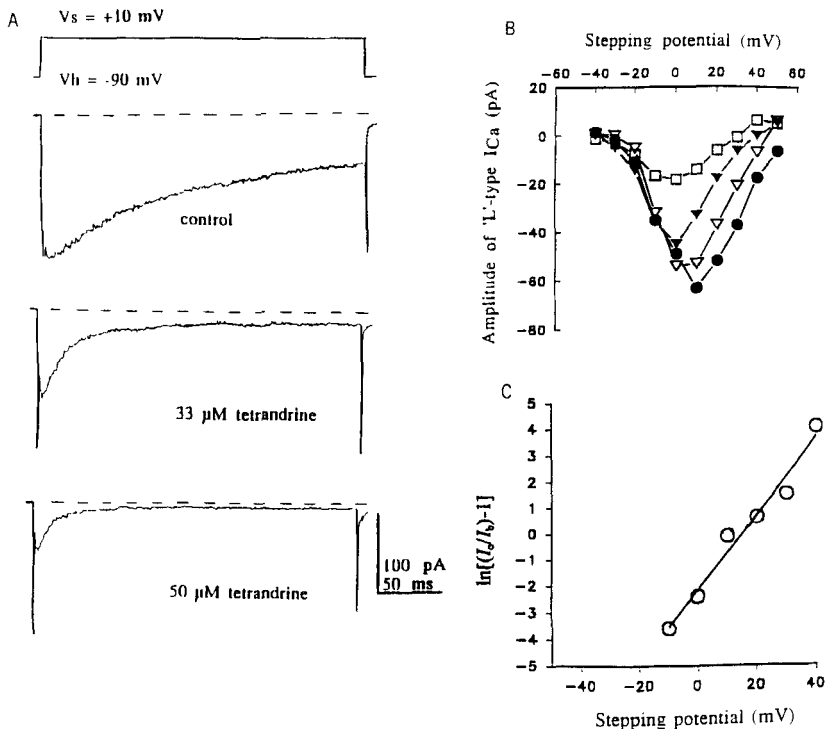 A
Vs = +10 mV
Vh = -90 mV
control
33 µM tetrandrine
50 µM tetrandrine
100 pA
50 ms
B
Stepping potential (mV)
−60 −40 −20 0 20 40 60 80
Amplitude of 'L'-type ICa (pA)
20
0
−20
−40
−60
−80
C
ln[(Io/Ib)-1]
5
4
3
2
1
0
−1
−2
−3
−4
−5
−40 −20 0 20 40
Stepping potential (mV)